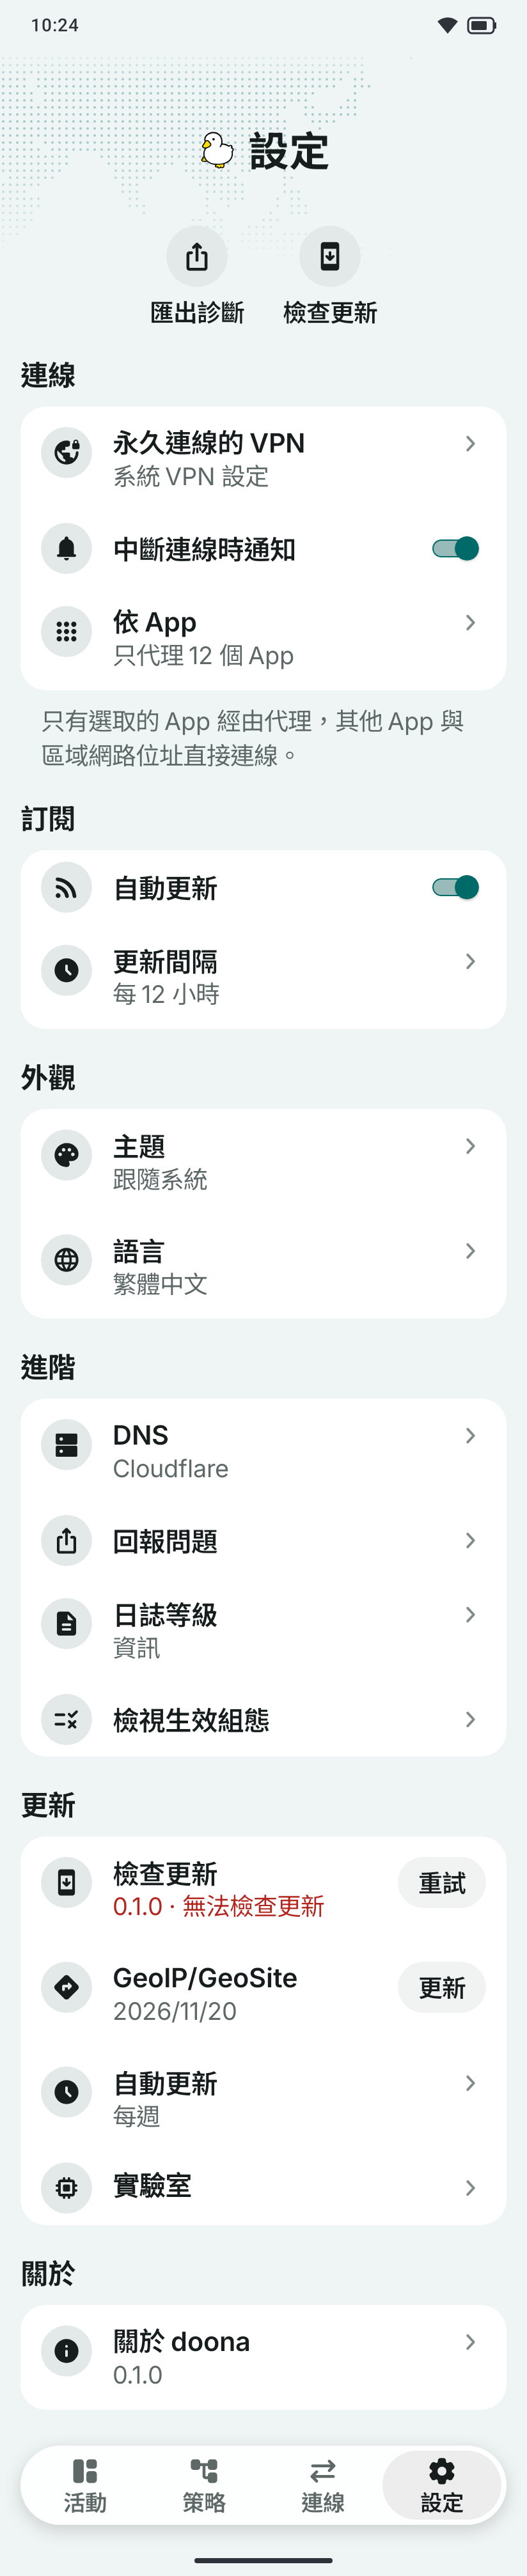 10:24
設定
匯出診斷
檢查更新
連線
永久連線的 VPN
系統 VPN 設定
中斷連線時通知
依 App
只代理 12 個 App
只有選取的 App 經由代理，其他 App 與
區域網路位址直接連線。
訂閱
自動更新
更新間隔
每 12 小時
外觀
主題
跟隨系統
語言
繁體中文
進階
DNS
Cloudflare
回報問題
日誌等級
資訊
檢視生效組態
更新
檢查更新
0.1.0 · 無法檢查更新
重試
GeoIP/GeoSite
2026/11/20
更新
自動更新
每週
實驗室
關於
關於 doona
0.1.0
活動
策略
連線
設定